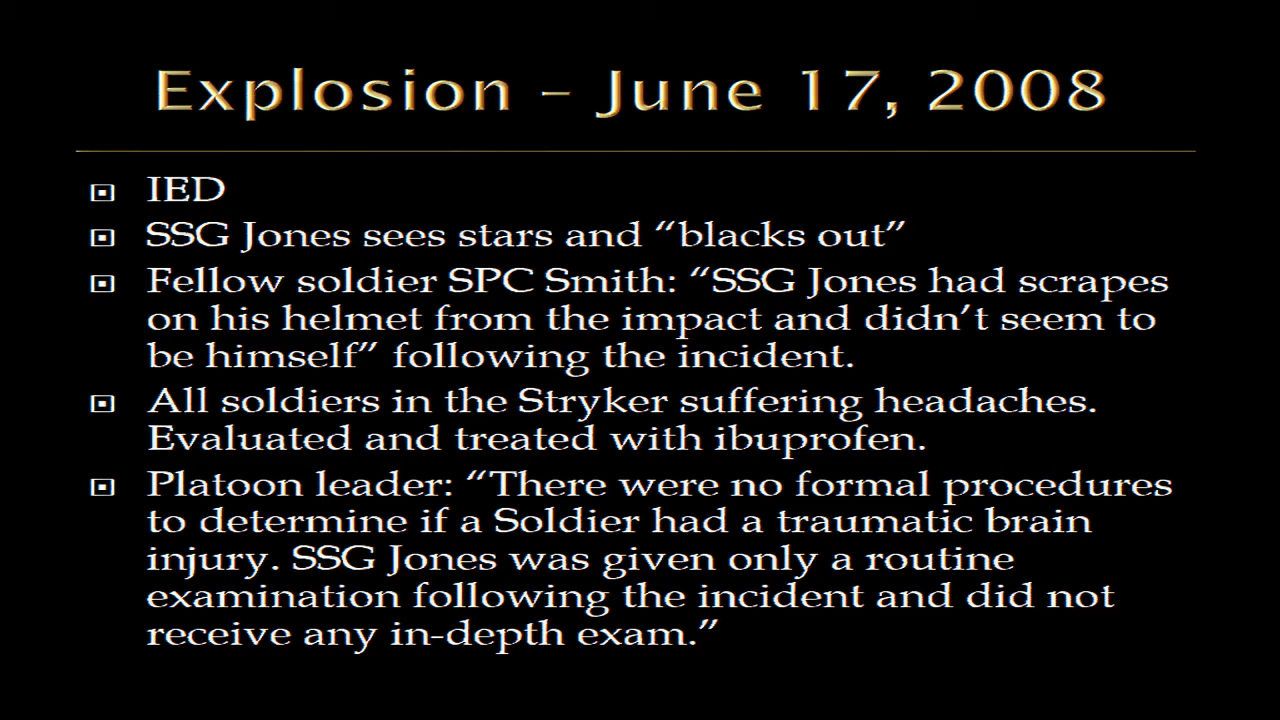 Explosion – June 17, 2008
IED
SSG Jones sees stars and “blacks out”
Fellow soldier SPC Smith: “SSG Jones had scrapes
on his helmet from the impact and didn’t seem to
be himself” following the incident.
All soldiers in the Stryker suffering headaches.
Evaluated and treated with ibuprofen.
Platoon leader: “There were no formal procedures
to determine if a Soldier had a traumatic brain
injury. SSG Jones was given only a routine
examination following the incident and did not
receive any in-depth exam.”